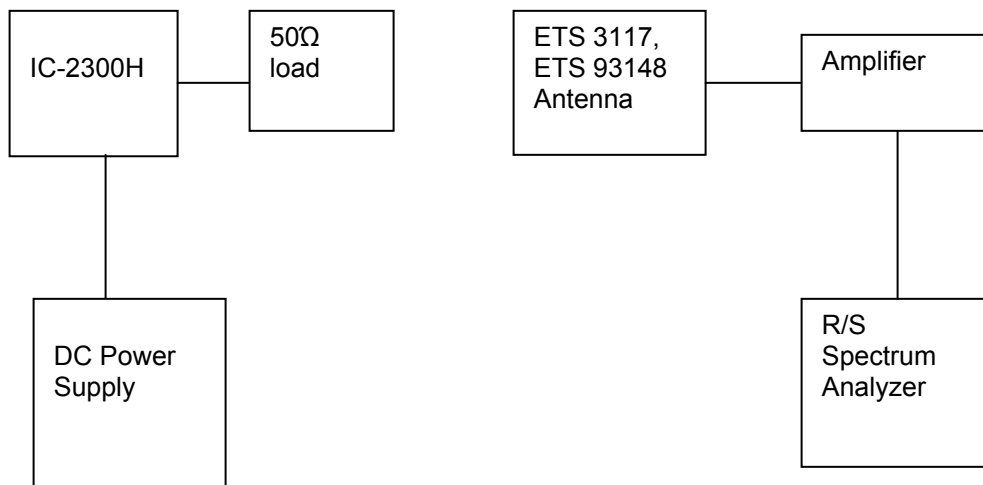 IC-2300H
50Ώ
load
ETS 3117,
ETS 93148
Antenna
Amplifier
DC Power
Supply
R/S
Spectrum
Analyzer